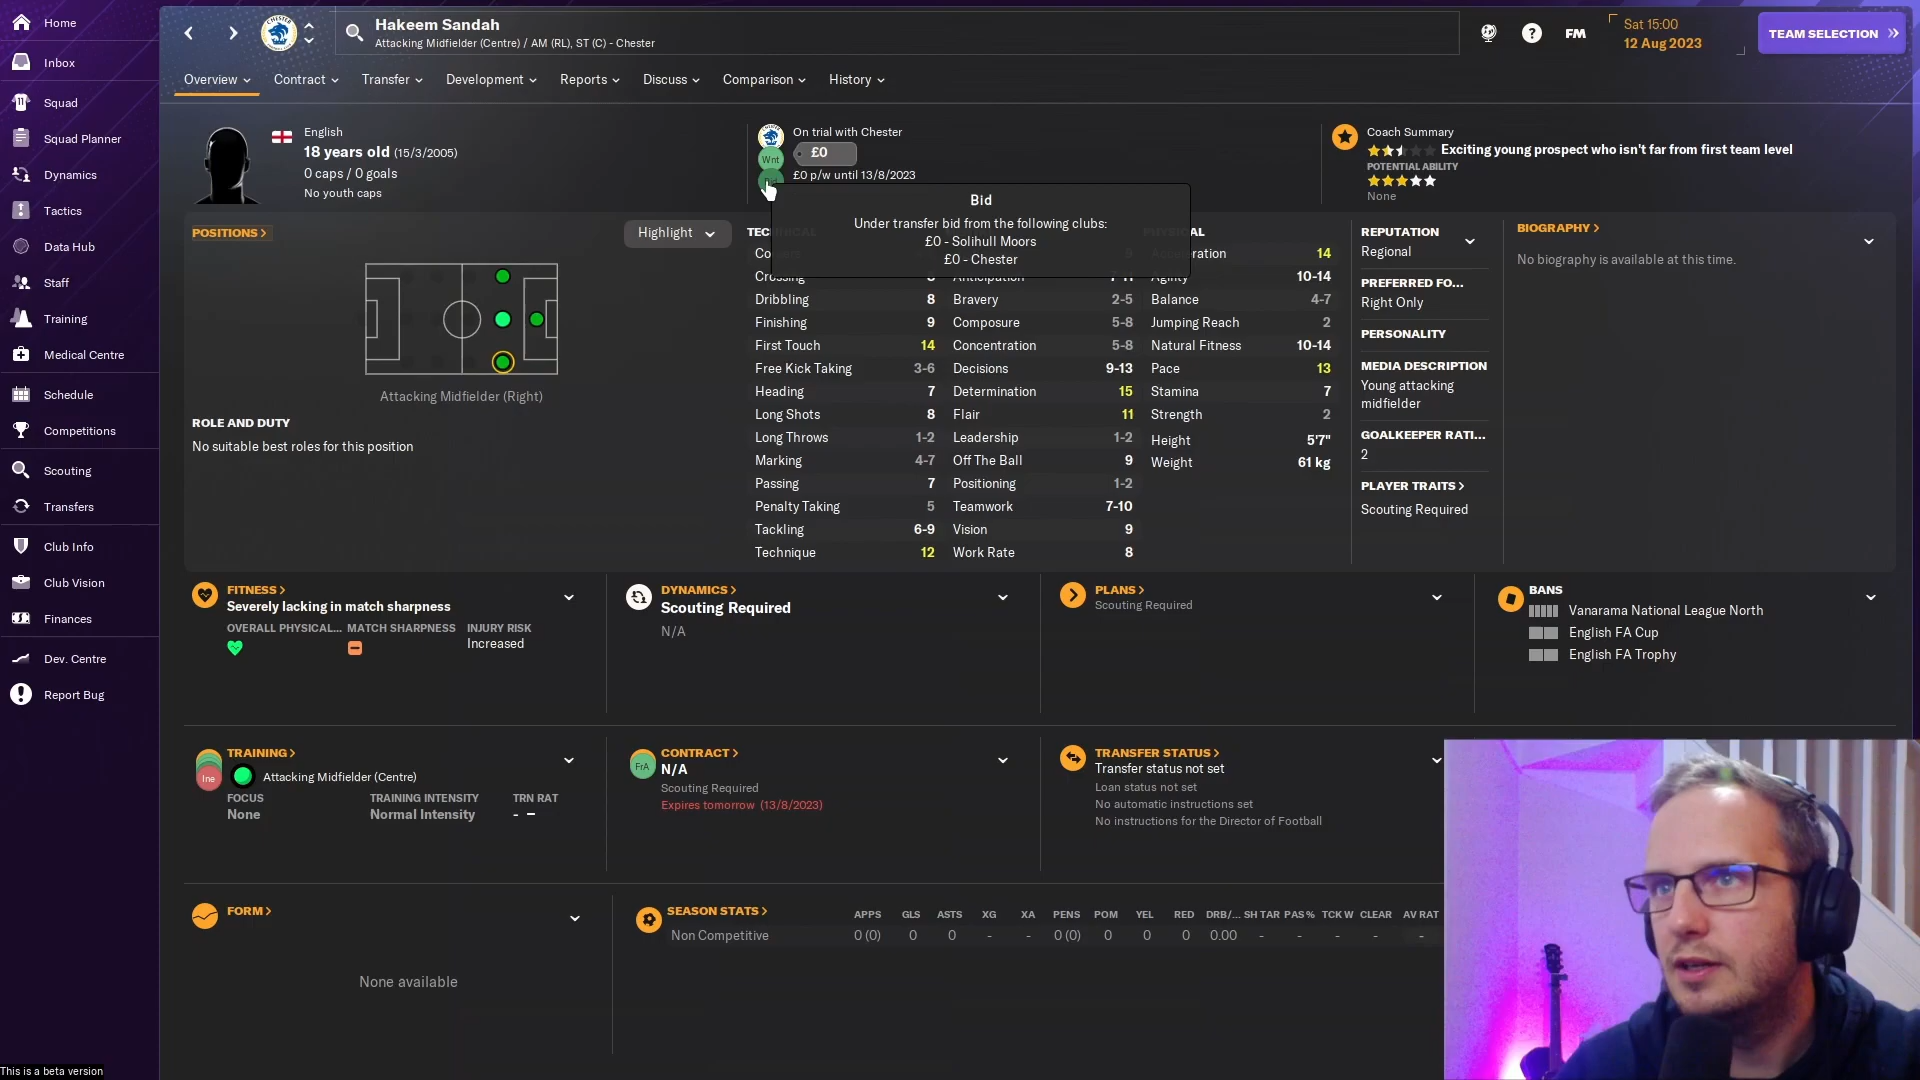 Home
Inbox
Squad
Squad Planner
Dynamics
Tactics
Data Hub
Staff
Training
Medical Centre
Schedule
Competitions
Scouting
Transfers
Club Info
Club Vision
Finances
Dev. Centre
Report Bug
This is a beta version
Hakeem Sandah
Attacking Midfielder (Centre) / AM (RL), ST (C) - Chester
FM
Sat 15:00
12 Aug 2023
TEAM SELECTION
Overview Contract Transfer Development Reports Discuss Comparison History
English
18 years old (15/3/2005)
0 caps / 0 goals
No youth caps
On trial with Chester
Wnt
£0
£0 p/w until 13/8/2023
Coach Summary
Exciting young prospect who isn't far from first team level
POTENTIAL ABILITY
None
Bid
Under transfer bid from the following clubs:
£0 - Solihull Moors
£0 - Chester
POSITIONS >
Highlight
Attacking Midfielder (Right)
ROLE AND DUTY
No suitable best roles for this position
Dribbling 8
Finishing 9
First Touch 14
Free Kick Taking 3-6
Heading 7
Long Shots 8
Long Throws 1-2
Marking 4-7
Passing 7
Penalty Taking 5
Tackling 6-9
Technique 12
Bravery 2-5
Composure 5-8
Concentration 5-8
Decisions 9-13
Determination 15
Flair 11
Leadership 1-2
Off The Ball 9
Positioning 1-2
Teamwork 7-10
Vision 9
Work Rate 8
14
10-14
Balance 4-7
Jumping Reach 2
Natural Fitness 10-14
Pace 13
Stamina 7
Strength 2
Height 5'7"
Weight 61 kg
REPUTATION
Regional
PREFERRED FO...
Right Only
PERSONALITY
MEDIA DESCRIPTION
Young attacking
midfielder
GOALKEEPER RATI...
2
PLAYER TRAITS >
Scouting Required
BIOGRAPHY >
No biography is available at this time.
FITNESS >
Severely lacking in match sharpness
OVERALL PHYSICAL... MATCH SHARPNESS INJURY RISK
Increased
DYNAMICS >
Scouting Required
N/A
PLANS >
Scouting Required
BANS
Vanarama National League North
English FA Cup
English FA Trophy
TRAINING >
Ine
Attacking Midfielder (Centre)
FOCUS TRAINING INTENSITY TRN RAT
None Normal Intensity -
CONTRACT >
FrA
N/A
Scouting Required
Expires tomorrow (13/8/2023)
TRANSFER STATUS >
Transfer status not set
Loan status not set
No automatic instructions set
No instructions for the Director of Football
FORM >
None available
SEASON STATS > APPS GLS ASTS XG XA PENS POM YEL RED DRB/... SH TAR PAS% TCK W CLEAR AV RAT
Non Competitive 0 (0) 0 0 - - 0 (0) 0 0 0 0.00 - - - - -